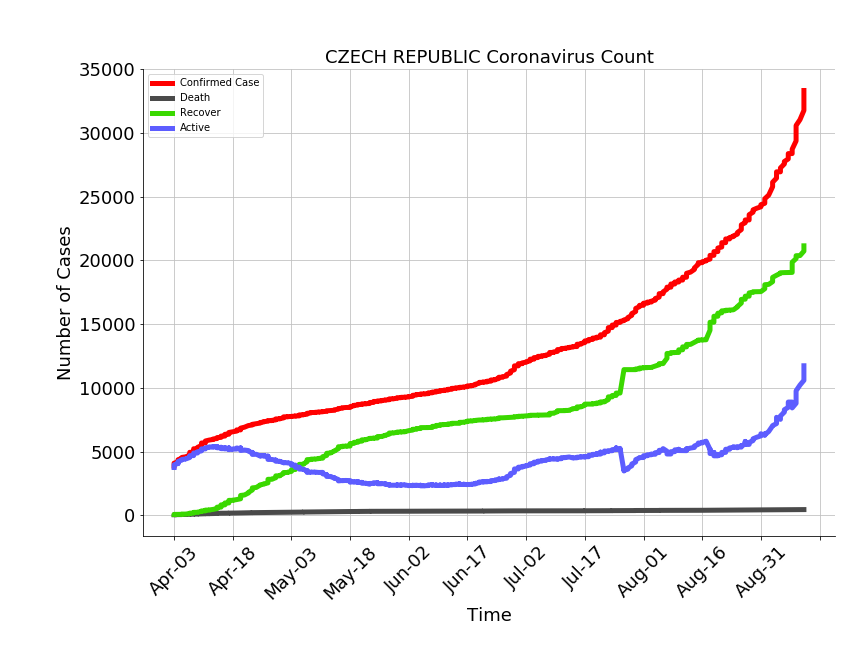 CZECH REPUBLIC Coronavirus Count
35000
30000
25000
20000
15000
10000
5000
0
Number of Cases
Confirmed Case
Death
Recover
Active
Apr-03
Apr-18
May-03
May-18
Jun-02
Jun-17
Jul-02
Jul-17
Aug-01
Aug-16
Aug-31
Time